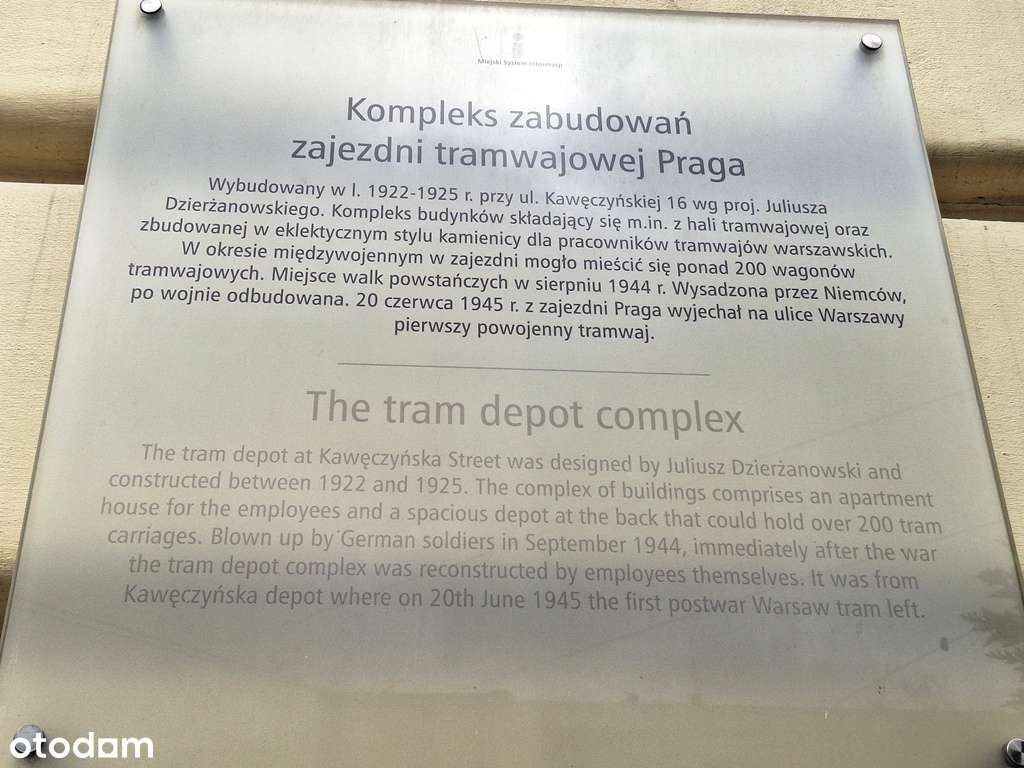 Miejski System Informacji
Kompleks zabudowań
zajezdni tramwajowej Praga
Wybudowany w l. 1922-1925 r. przy ul. Kawęczyńskiej 16 wg proj. Juliusza
Dzierżanowskiego. Kompleks budynków składający się m.in. z hali tramwajowej oraz
zbudowanej w eklektycznym stylu kamienicy dla pracowników tramwajów warszawskich.
W okresie międzywojennym w zajezdni mogło mieścić się ponad 200 wagonów
tramwajowych. Miejsce walk powstańczych w sierpniu 1944 r. Wysadzona przez Niemców,
po wojnie odbudowana. 20 czerwca 1945 r. z zajezdni Praga wyjechał na ulice Warszawy
pierwszy powojenny tramwaj.
The tram depot complex
The tram depot at Kawęczyńska Street was designed by Juliusz Dzierżanowski and
constructed between 1922 and 1925. The complex of buildings comprises an apartment
house for the employees and a spacious depot at the back that could hold over 200 tram
carriages. Blown up by German soldiers in September 1944, immediately after the war
the tram depot complex was reconstructed by employees themselves. It was from
Kawęczyńska depot where on 20th June 1945 the first postwar Warsaw tram left.
otodam